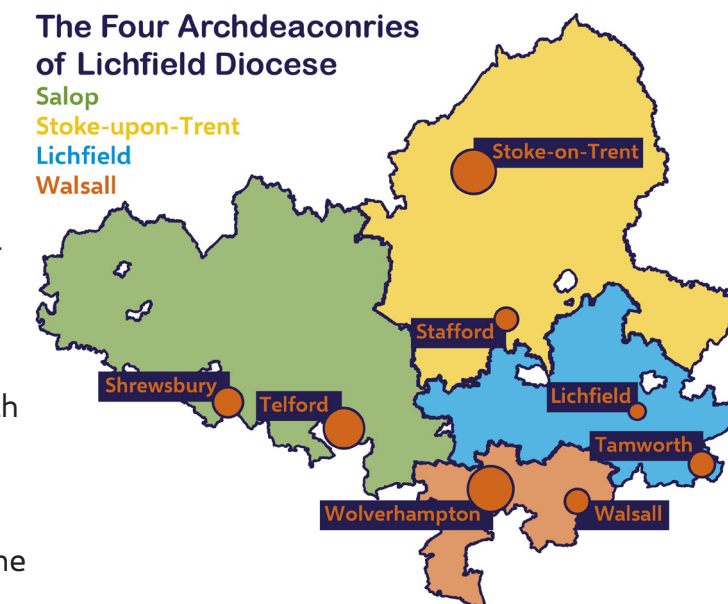 The Four Archdeaconries
of Lichfield Diocese
Salop
Stoke-upon-Trent
Lichfield
Walsall
Stoke-on-Trent
Stafford
Shrewsbury
Telford
Lichfield
Tamworth
Wolverhampton
Walsall